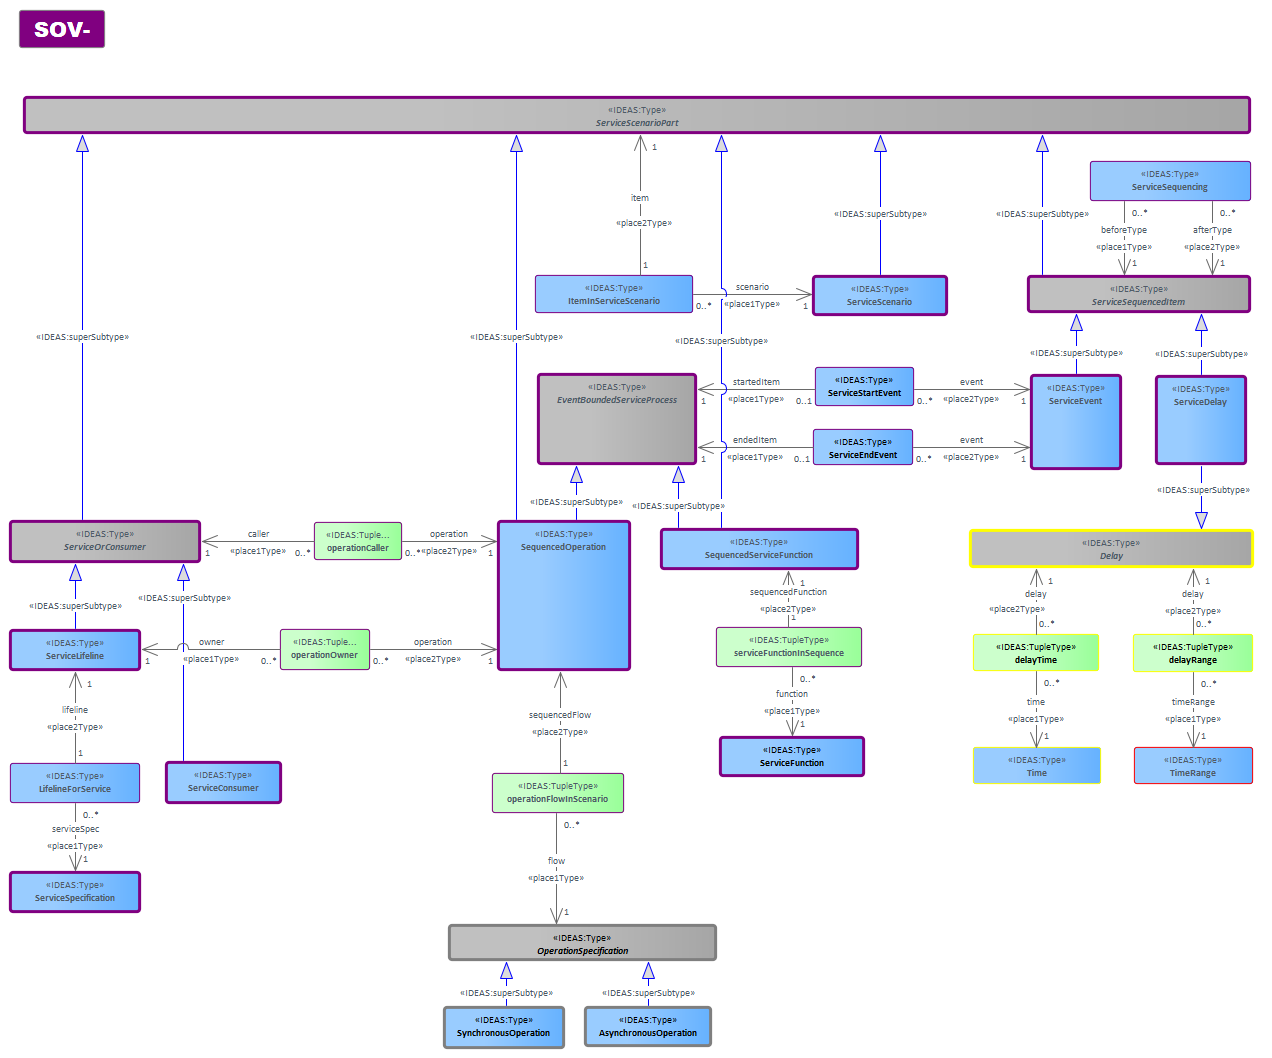 SOV-
«IDEAS:Type»
ServiceScenarioPart
1
«IDEAS:Type»
ServiceSequencing
item
«place2Type»
1
«IDEAS:superSubtype»
«IDEAS:superSubtype»
0..*
0..*
beforeType
afterType
«place1Type»
«place2Type»
1
1
«IDEAS:Type»
ItemInServiceScenario
scenario
0..*
«place1Type»
1
«IDEAS:Type»
ServiceScenario
«IDEAS:Type»
ServiceSequencedItem
«IDEAS:superSubtype»
«IDEAS:superSubtype»
«IDEAS:superSubtype»
«IDEAS:superSubtype»
«IDEAS:superSubtype»
«IDEAS:Type»
EventBoundedServiceProcess
startedItem
1
«place1Type»
0..1
«IDEAS:Type»
ServiceStartEvent
event
0..*
«place2Type»
1
«IDEAS:Type»
ServiceEvent
«IDEAS:Type»
ServiceDelay
endedItem
1
«place1Type»
0..1
«IDEAS:Type»
ServiceEndEvent
event
0..*
«place2Type»
1
«IDEAS:superSubtype»
«IDEAS:superSubtype»
«IDEAS:superSubtype»
«IDEAS:Type»
ServiceOrConsumer
caller
1
«place1Type»
0..*
«IDEAS:Tuple...
operationCaller
operation
0..*
«place2Type»
1
«IDEAS:Type»
SequencedOperation
«IDEAS:Type»
SequencedServiceFunction
«IDEAS:Type»
Delay
«IDEAS:superSubtype»
«IDEAS:superSubtype»
1
sequencedFunction
«place2Type»
1
1
delay
«place2Type»
0..*
1
delay
«place2Type»
0..*
«IDEAS:Type»
ServiceLifeline
owner
1
«place1Type»
0..*
«IDEAS:Tuple...
operationOwner
operation
0..*
«place2Type»
1
«IDEAS:TupleType»
serviceFunctionInSequence
«IDEAS:TupleType»
delayTime
«IDEAS:TupleType»
delayRange
1
lifeline
«place2Type»
1
sequencedFlow
«place2Type»
1
0..*
function
«place1Type»
1
0..*
time
«place1Type»
1
0..*
timeRange
«place1Type»
1
«IDEAS:Type»
LifelineForService
«IDEAS:Type»
ServiceConsumer
«IDEAS:TupleType»
operationFlowInScenario
«IDEAS:Type»
ServiceFunction
«IDEAS:Type»
Time
«IDEAS:Type»
TimeRange
0..*
serviceSpec
«place1Type»
1
0..*
flow
«place1Type»
1
«IDEAS:Type»
ServiceSpecification
«IDEAS:Type»
OperationSpecification
«IDEAS:superSubtype»
«IDEAS:superSubtype»
«IDEAS:Type»
SynchronousOperation
«IDEAS:Type»
AsynchronousOperation